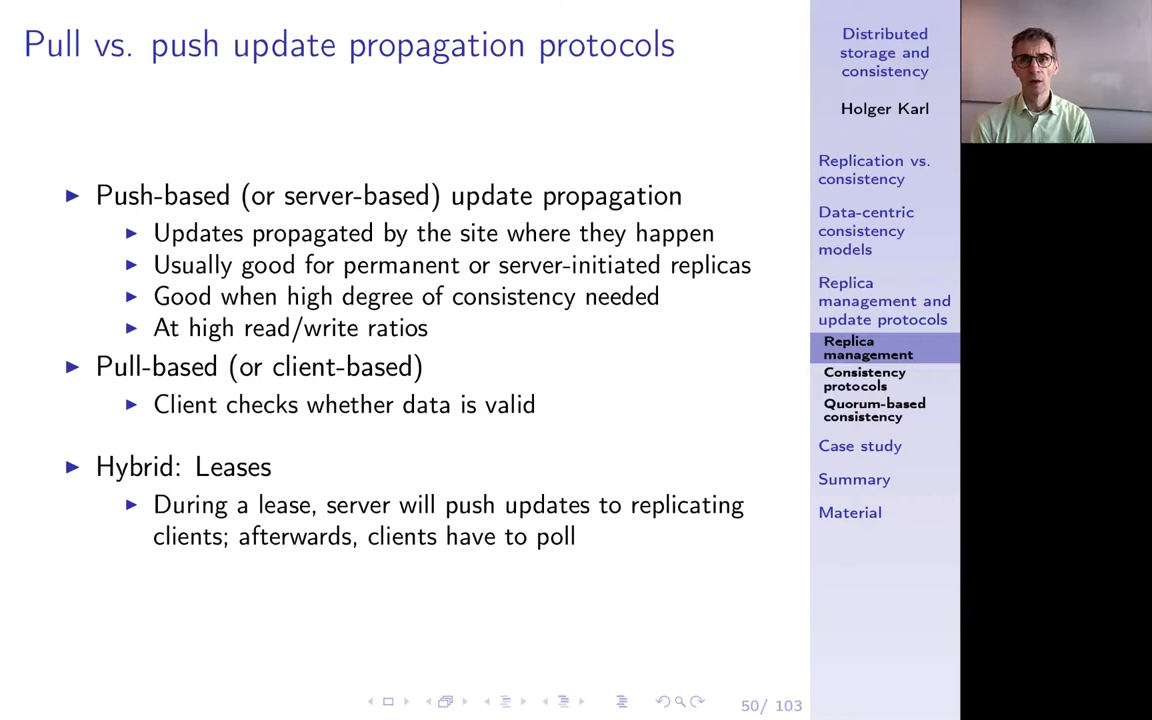 Pull vs. push update propagation protocols
Push-based (or server-based) update propagation
Updates propagated by the site where they happen
Usually good for permanent or server-initiated replicas
Good when high degree of consistency needed
At high read/write ratios
Pull-based (or client-based)
Client checks whether data is valid
Hybrid: Leases
During a lease, server will push updates to replicating
clients; afterwards, clients have to poll
50/ 103
Distributed
storage and
consistency
Holger Karl
Replication vs.
consistency
Data-centric
consistency
models
Replica
management and
update protocols
Replica
management
Consistency
protocols
Quorum-based
consistency
Case study
Summary
Material